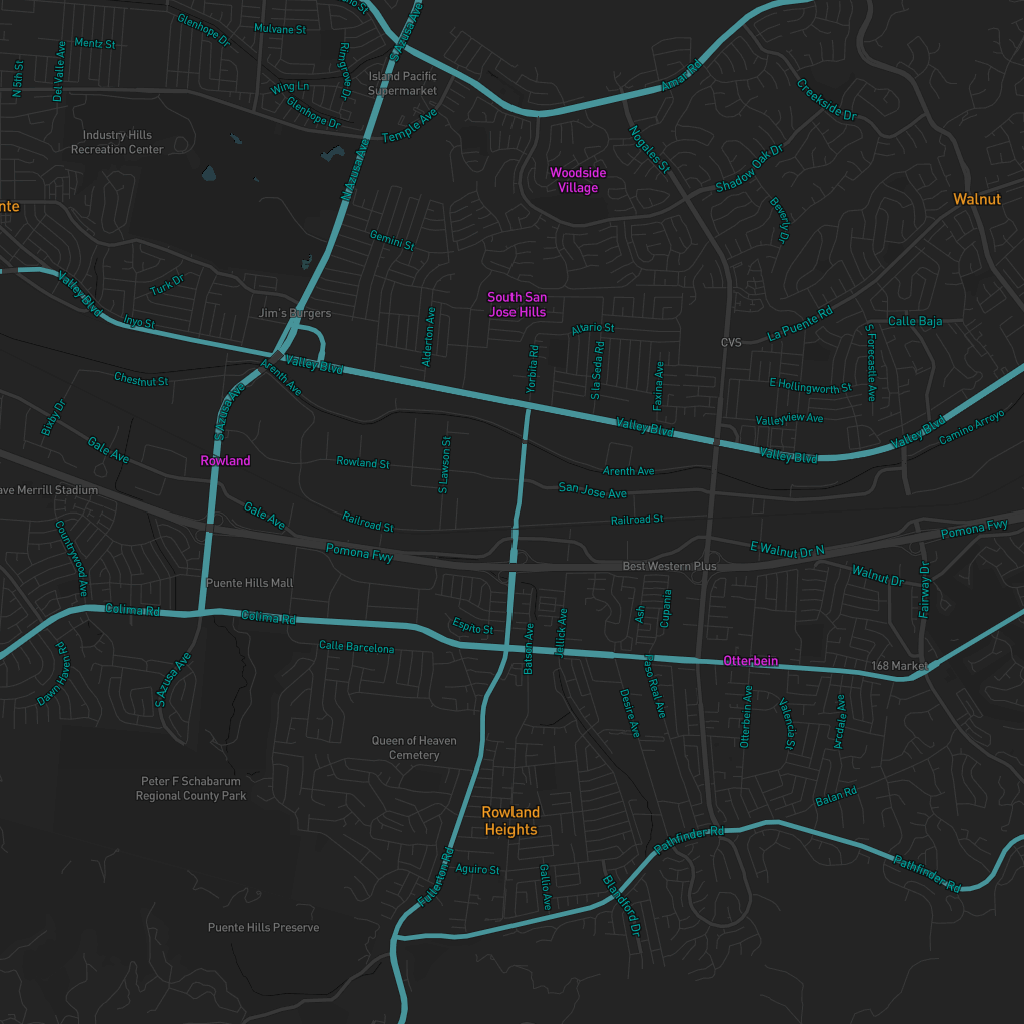 S Azusa Ave
Glenhope Dr
Mulvane St
Mentz St
Rimgrove Dr
Del Valle Ave
N 5th St
Island Pacific
Supermarket
Wing Ln
Amar Rd
Creekside Dr
Glenhope Dr
Temple Ave
Industry Hills
Recreation Center
Nogales St
N Azusa Ave
Shadow Oak Dr
Woodside
Village
Walnut
nte
Beverly Dr
Gemini St
Valley Blvd
Turk Dr
South San
Jose Hills
Jim's Burgers
Inyo St
Alderton Ave
Altario St
La Puente Rd
Calle Baja
CVS
Yorbita Rd
S la Seda Rd
S Forecastle Ave
Valley Blvd
Arenth Ave
Chestnut St
Faxina Ave
E Hollingworth St
S Azusa Ave
Bixby Dr
Valleyview Ave
Valley Blvd
Valley Blvd
Camino Arroyo
Gale Ave
Valley Blvd
Rowland
Rowland St
S Lawson St
Arenth Ave
ave Merrill Stadium
San Jose Ave
Gale Ave
Railroad St
Railroad St
Pomona Fwy
Countrywood Ave
Pomona Fwy
E Walnut Dr N
Best Western Plus
Walnut Dr
Fairway Dr
Puente Hills Mall
Colima Rd
Colima Rd
Ash
Cupania
Espito St
Jellick Ave
Batson Ave
Calle Barcelona
Dawn Haven Rd
S Azusa Ave
Otterbein
168 Market
Paso Real Ave
Desire Ave
Otterbein Ave
Valencia St
Arcdale Ave
Queen of Heaven
Cemetery
Peter F Schabarum
Regional County Park
Balan Rd
Rowland
Heights
Pathfinder Rd
Fullerton Rd
Aguiro St
Gallio Ave
Blandford Dr
Pathfinder Rd
Puente Hills Preserve